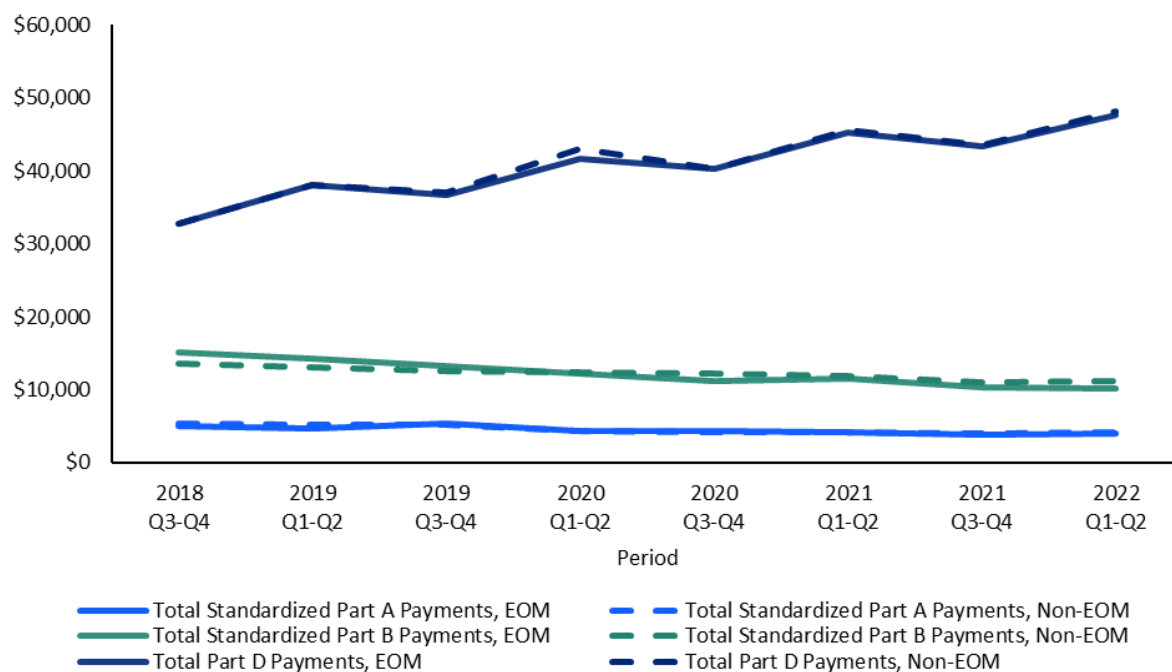 $60,000
$50,000
$40,000
$30,000
$20,000
$10,000
$0
2018 2019 2019 2020 2020 2021 2021 2022
Q3-Q4 Q1-Q2 Q3-Q4 Q1-Q2 Q3-Q4 Q1-Q2 Q3-Q4 Q1-Q2
Period
Total Standardized Part A Payments, EOM Total Standardized Part A Payments, Non-EOM
Total Standardized Part B Payments, EOM Total Standardized Part B Payments, Non-EOM
Total Part D Payments, EOM Total Part D Payments, Non-EOM